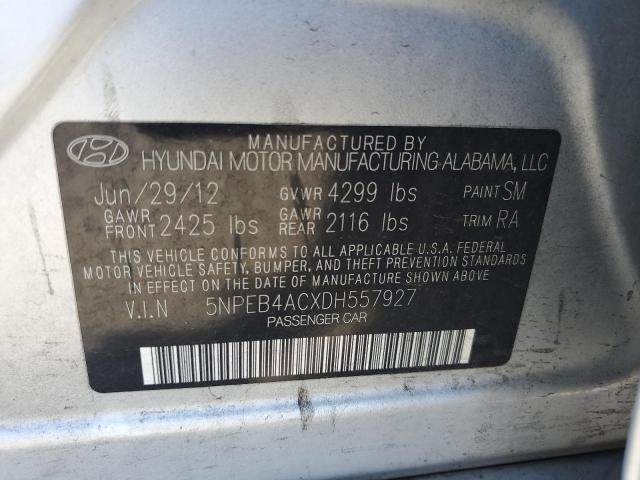 MANUFACTURED BY
HYUNDAI MOTOR MANUFACTURING ALABAMA, LLC
Jun/29/12 GVWR 4299 lbs PAINT SM
GAWR FRONT 2425 lbs GAWR REAR 2116 lbs TRIM RA
THIS VEHICLE CONFORMS TO ALL APPLICABLE U.S.A. FEDERAL
MOTOR VEHICLE SAFETY, BUMPER, AND THEFT PREVENTION STANDARDS
IN EFFECT ON THE DATE OF MANUFACTURE SHOWN ABOVE
V.I.N 5NPEB4ACXDH557927
PASSENGER CAR